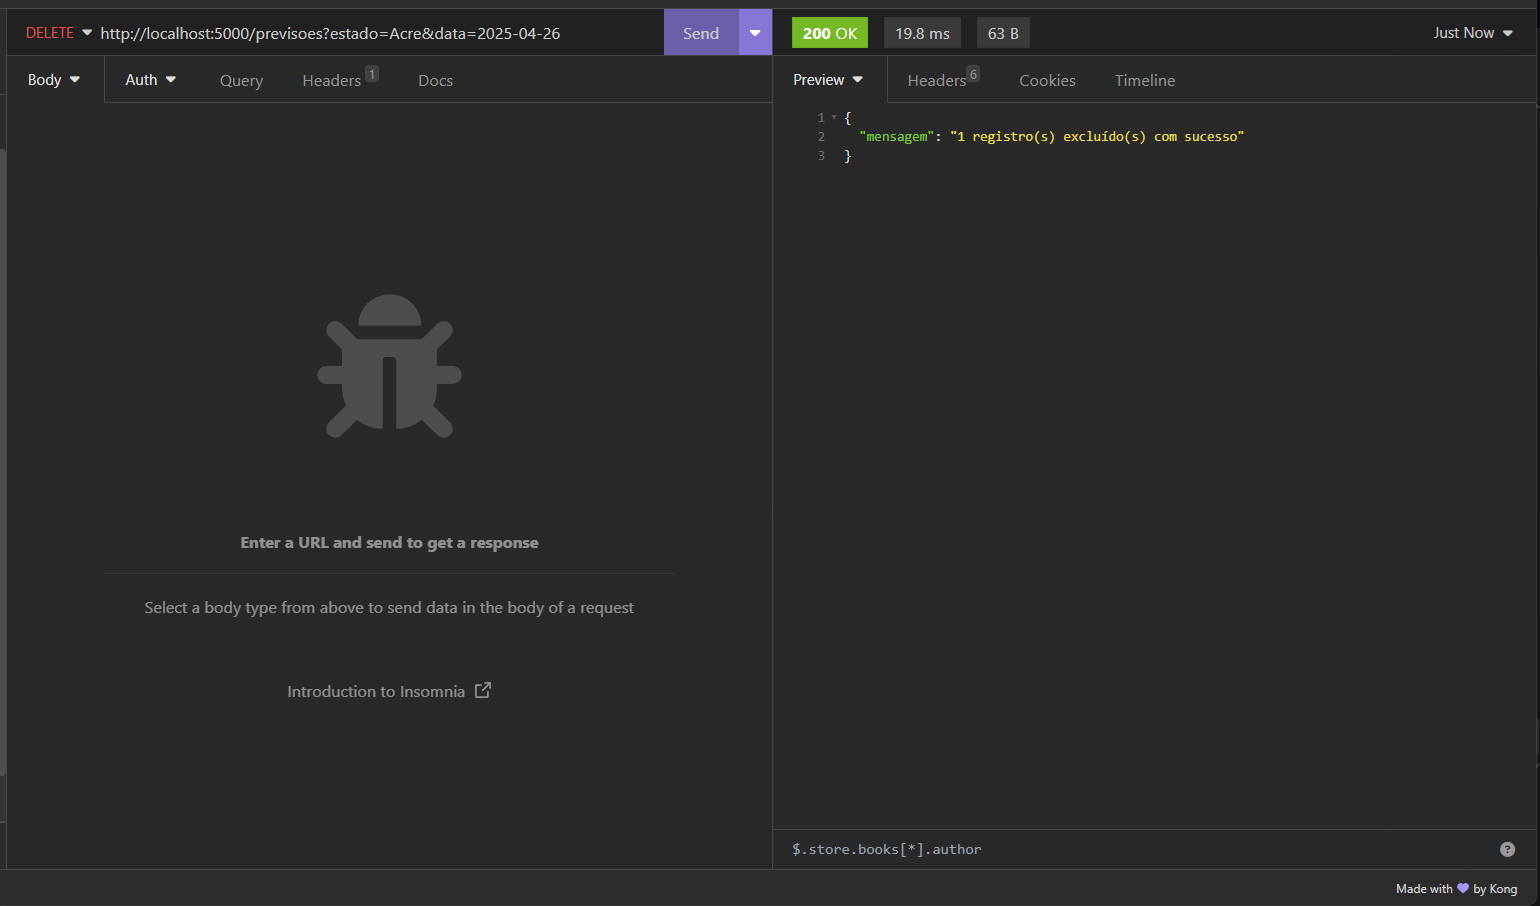 DELETE http://localhost:5000/previsoes?estado=Acre&data=2025-04-26 Send
Body Auth Query Headers 1 Docs
Enter a URL and send to get a response
Select a body type from above to send data in the body of a request
Introduction to Insomnia
200 OK 19.8 ms 63 B Just Now
Preview Headers 6 Cookies Timeline
1 {
2 "mensagem": "1 registro(s) excluído(s) com sucesso"
3 }
$.store.books[*].author ?
Made with 💜 by Kong